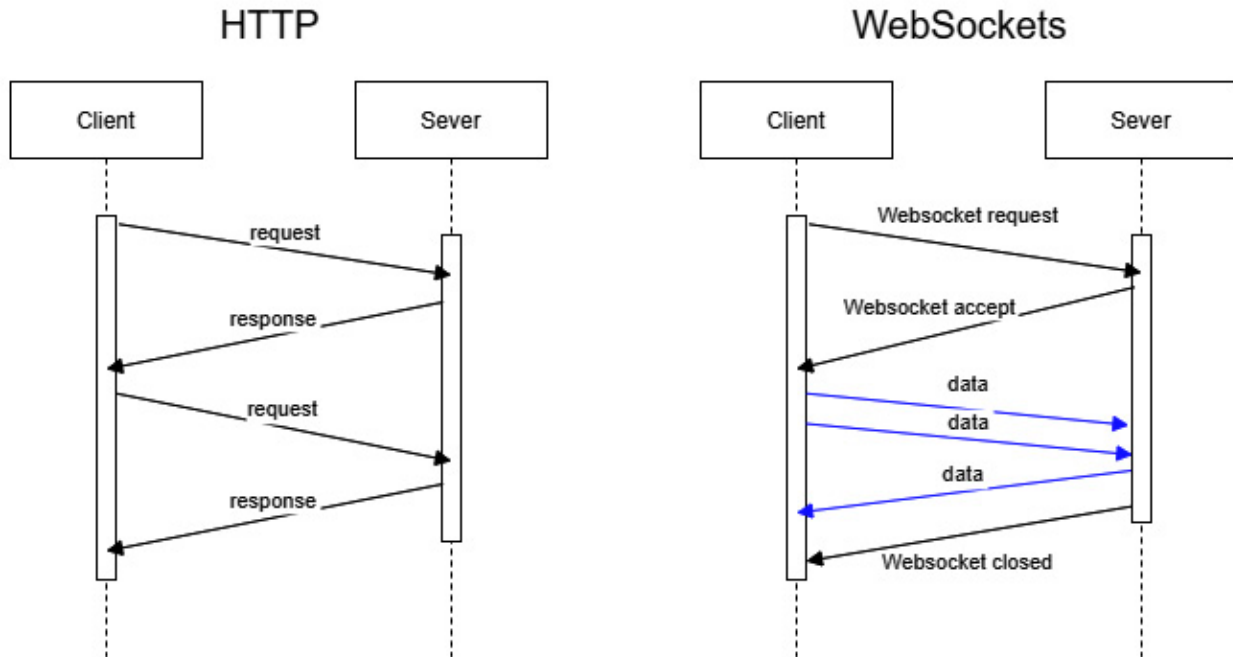 HTTP
WebSockets
Client
Sever
Client
Sever
request
response
request
response
Websocket request
Websocket accept
data
data
data
Websocket closed